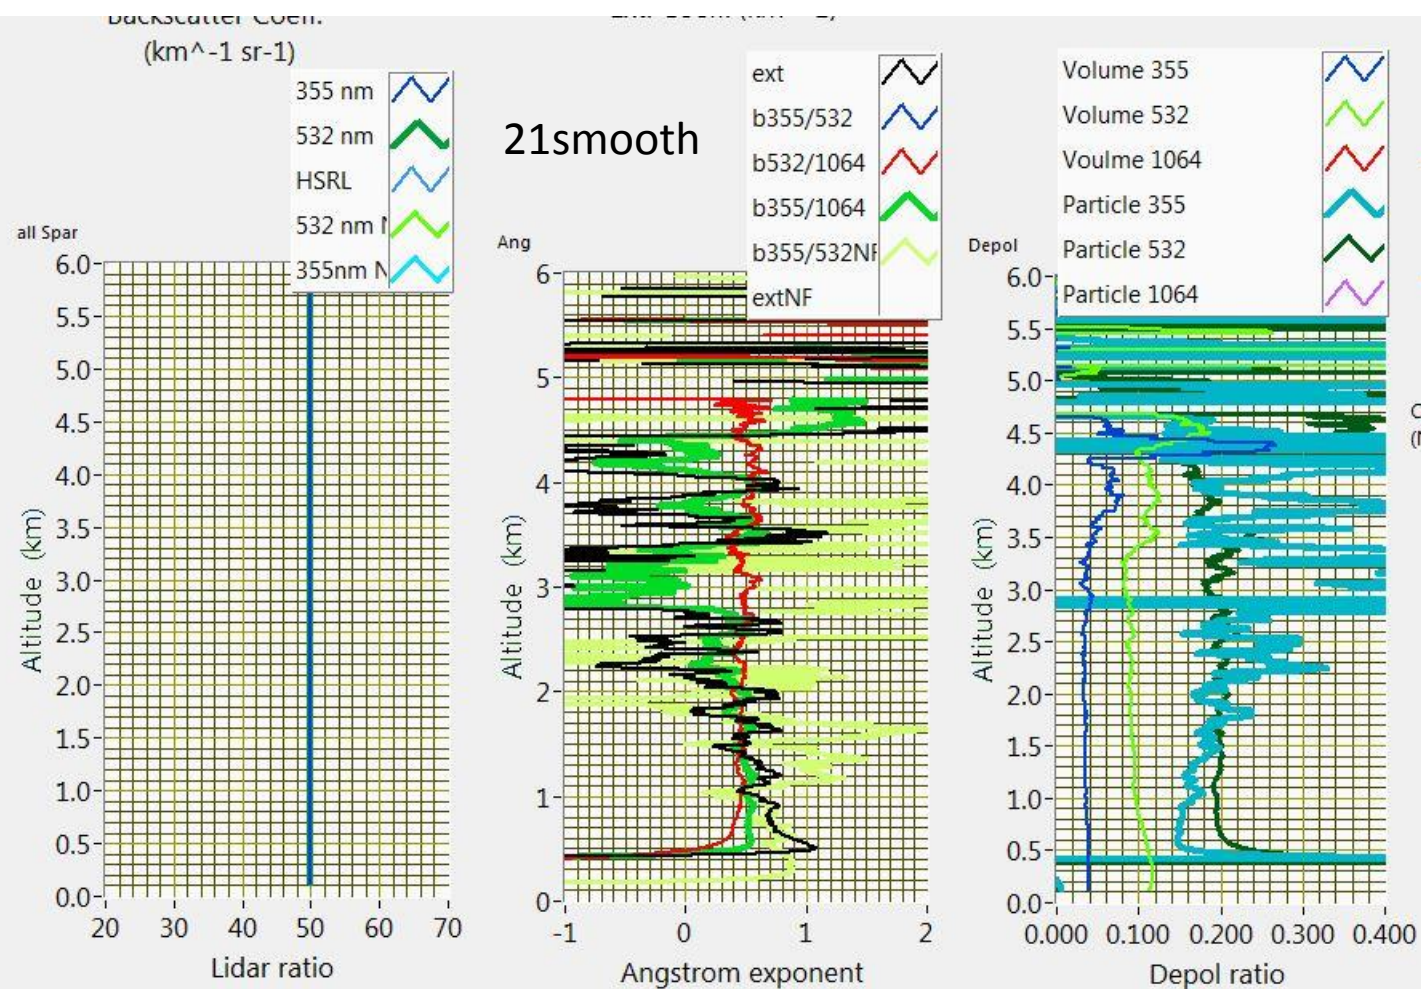 Backscatter Coeff.
(km^-1 sr-1)
355 nm
532 nm
HSRL
532 nm
355nm
21smooth
ext
b355/532
b532/1064
b355/1064
b355/532NF
extNF
Volume 355
Volume 532
Voulme 1064
Particle 355
Particle 532
Particle 1064
all Spar
6.0
5.5
5.0
4.5
4.0
3.5
3.0
2.5
2.0
1.5
1.0
0.5
0.0
Altitude (km)
20 30 40 50 60 70
Lidar ratio
Ang
6
5
4
3
2
1
0
Altitude (km)
-1 0 1 2
Angstrom exponent
Depol
6.0
5.5
5.0
4.5
4.0
3.5
3.0
2.5
2.0
1.5
1.0
0.5
0.0
Altitude (km)
0.000 0.100 0.200 0.300 0.400
Depol ratio